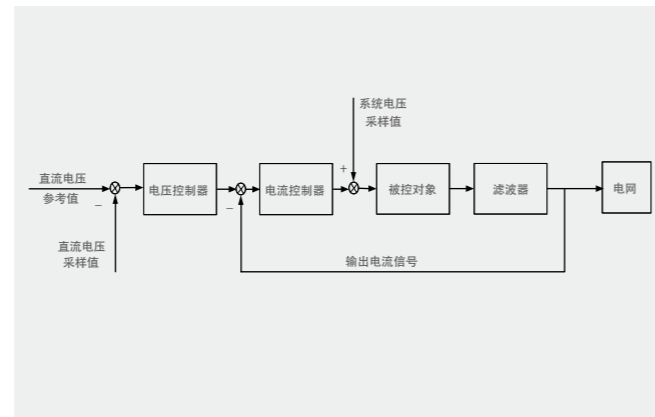 系统电压
采样值
+
直流电压
参考值
−
电压控制器
−
电流控制器
被控对象
滤波器
电网
直流电压
采样值
输出电流信号